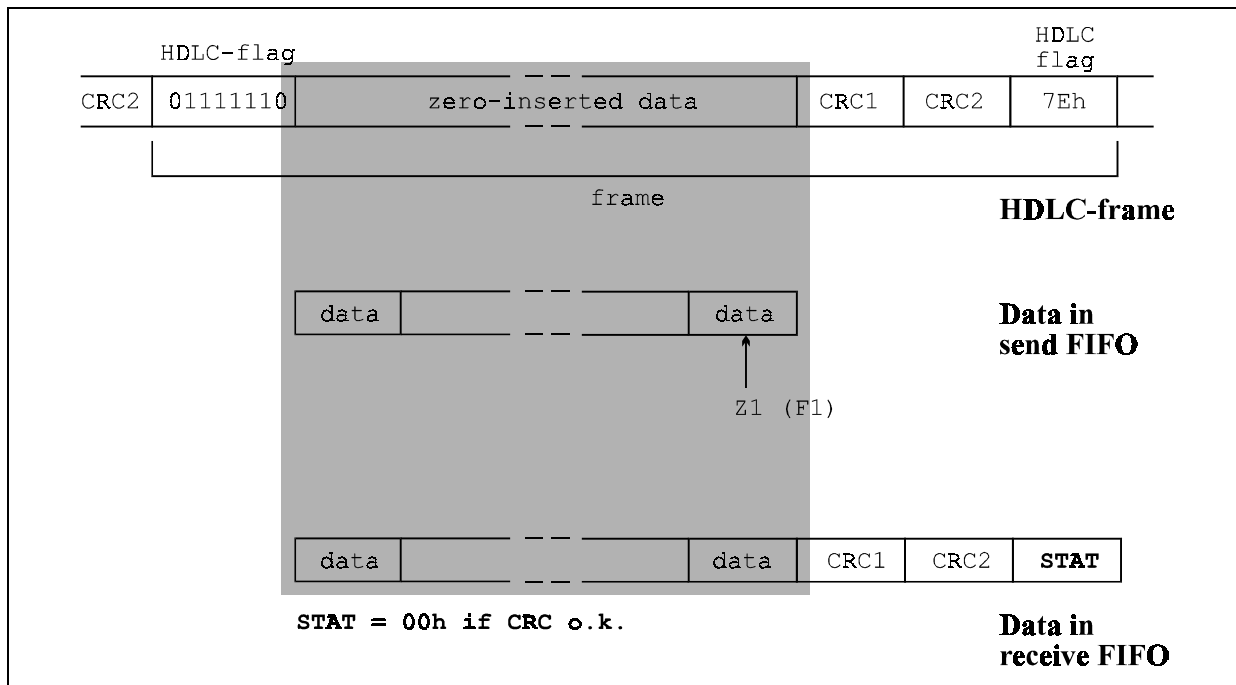 HDLC-flag
HDLC
flag
CRC2 01111110 zero-inserted data CRC1 CRC2 7Eh
frame
HDLC-frame
data data
Data in
send FIFO
Z1 (F1)
data data CRC1 CRC2 STAT
STAT = 00h if CRC o.k.
Data in
receive FIFO